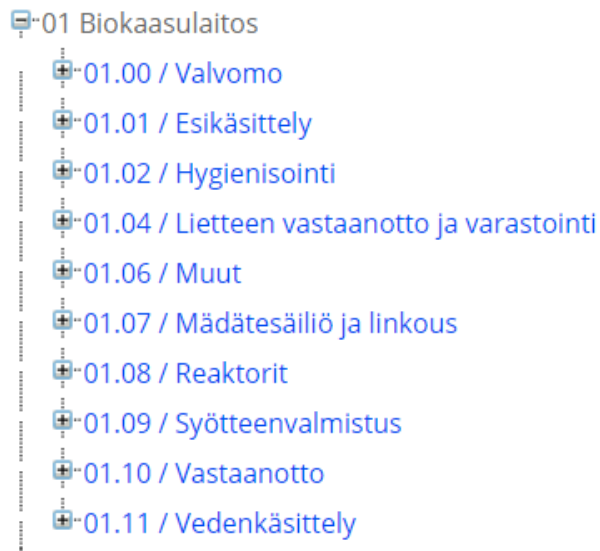 01 Biokaasulaitos
01.00 / Valvomo
01.01 / Esikäsittely
01.02 / Hygienisointi
01.04 / Lietteen vastaanotto ja varastointi
01.06 / Muut
01.07 / Mädätesäiliö ja linkous
01.08 / Reaktorit
01.09 / Syötteenvalmistus
01.10 / Vastaanotto
01.11 / Vedenkäsittely